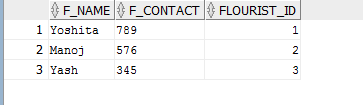 F_NAME F_CONTACT FLOURIST_ID
1 Yoshita 789 1
2 Manoj 576 2
3 Yash 345 3